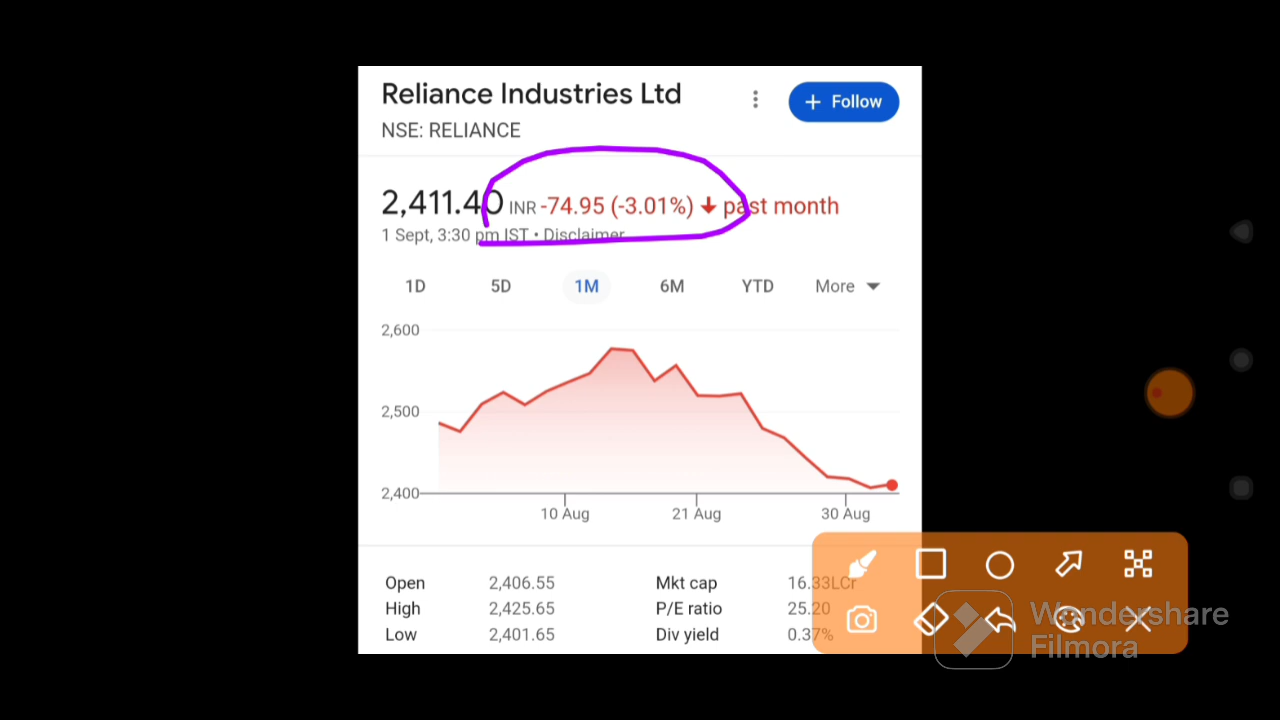 Reliance Industries Ltd
+ Follow
NSE: RELIANCE
2,411.40 INR -74.95 (-3.01%) ↓ past month
1 Sept, 3:30 pm IST • Disclaimer
1D 5D 1M 6M YTD More
2,600
2,500
2,400
10 Aug 21 Aug 30 Aug
Open 2,406.55 Mkt cap 16.33LCr
High 2,425.65 P/E ratio 25.20
Low 2,401.65 Div yield 0.37%
Wondershare
Filmora